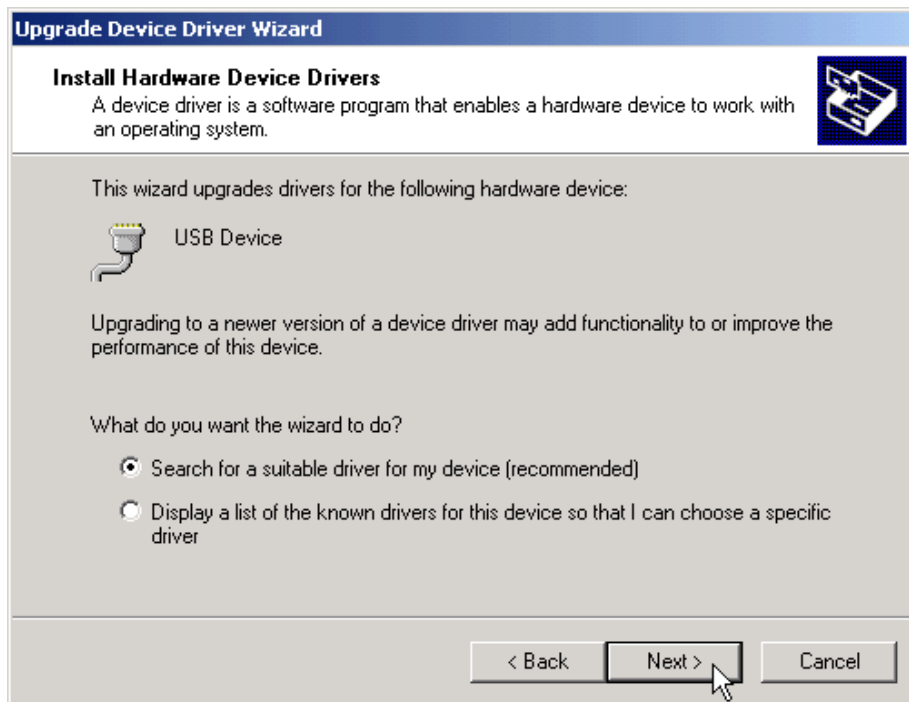 Upgrade Device Driver Wizard
Install Hardware Device Drivers
A device driver is a software program that enables a hardware device to work with
an operating system.
This wizard upgrades drivers for the following hardware device:
USB Device
Upgrading to a newer version of a device driver may add functionality to or improve the
performance of this device.
What do you want the wizard to do?
Search for a suitable driver for my device (recommended)
Display a list of the known drivers for this device so that I can choose a specific
driver
< Back
Next >
Cancel